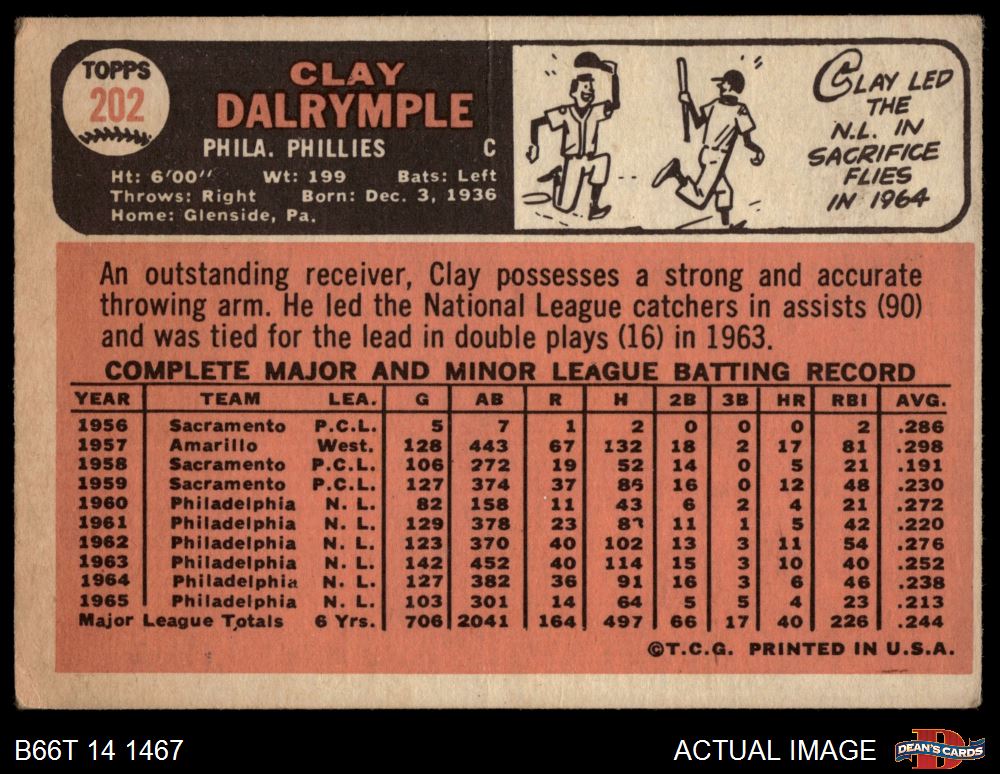 TOPPS
202
CLAY
DALRYMPLE
PHILA. PHILLIES C
Ht: 6'00" Wt: 199 Bats: Left
Throws: Right Born: Dec. 3, 1936
Home: Glenside, Pa.
CLAY LED
THE
N.L. IN
SACRIFICE
FLIES
IN 1964
An outstanding receiver, Clay possesses a strong and accurate
throwing arm. He led the National League catchers in assists (90)
and was tied for the lead in double plays (16) in 1963.
COMPLETE MAJOR AND MINOR LEAGUE BATTING RECORD
YEAR TEAM LEA. G AB R H 2B 3B HR RBI AVG.
1956 Sacramento P.C.L. 5 7 1 2 0 0 0 2 .286
1957 Amarillo West. 128 443 67 132 18 2 17 81 .298
1958 Sacramento P.C.L. 106 272 19 52 14 0 5 21 .191
1959 Sacramento P.C.L. 127 374 37 86 16 0 12 48 .230
1960 Philadelphia N. L. 82 158 11 43 6 2 4 21 .272
1961 Philadelphia N. L. 129 378 23 83 11 1 5 42 .220
1962 Philadelphia N. L. 123 370 40 102 13 3 11 54 .276
1963 Philadelphia N. L. 142 452 40 114 15 3 10 40 .252
1964 Philadelphia N. L. 127 382 36 91 16 3 6 46 .238
1965 Philadelphia N. L. 103 301 14 64 5 5 4 23 .213
Major League Totals 6 Yrs. 706 2041 164 497 66 17 40 226 .244
©T.C.G. PRINTED IN U.S.A.
B66T 14 1467
ACTUAL IMAGE
DEAN'S CARDS